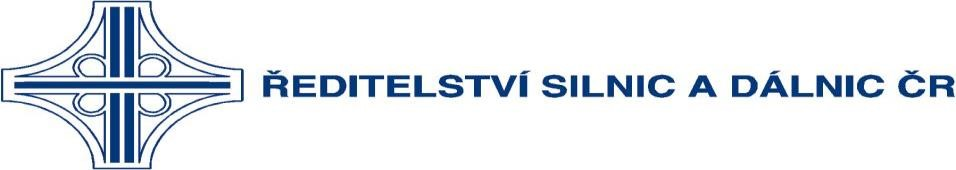 ŘEDITELSTVÍ SILNIC A DÁLNIC ČR